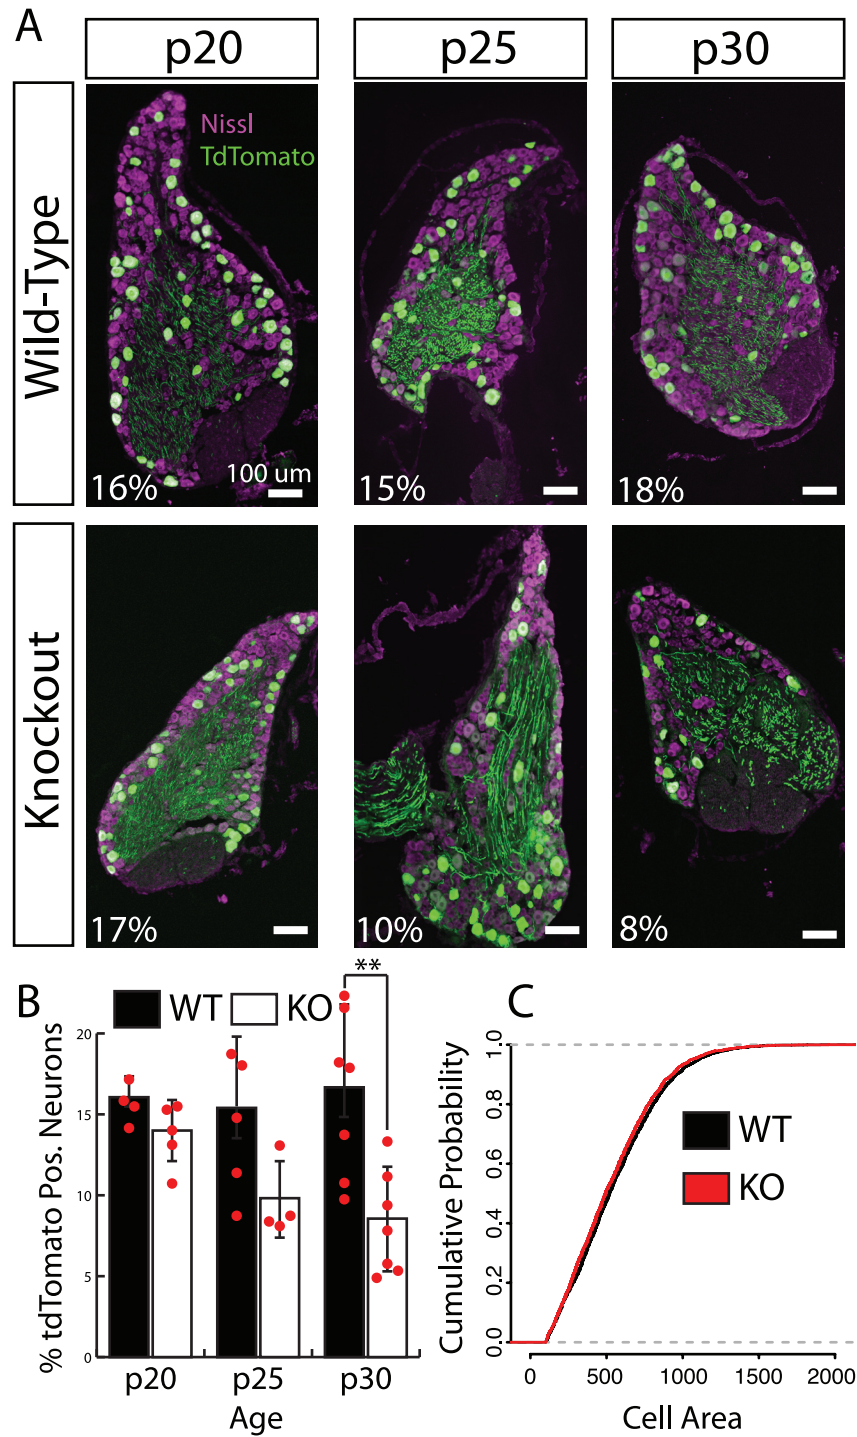 A
p20
p25
p30
Wild-Type
Nissl
TdTomato
16%
100 um
15%
18%
Knockout
17%
10%
8%
B
WT
KO
**
20
15
10
5
0
% tdTomato Pos. Neurons
p20
p25
p30
Age
C
1.0
0.8
0.6
0.4
0.2
0.0
Cumulative Probability
WT
KO
0
500
1000
1500
2000
Cell Area